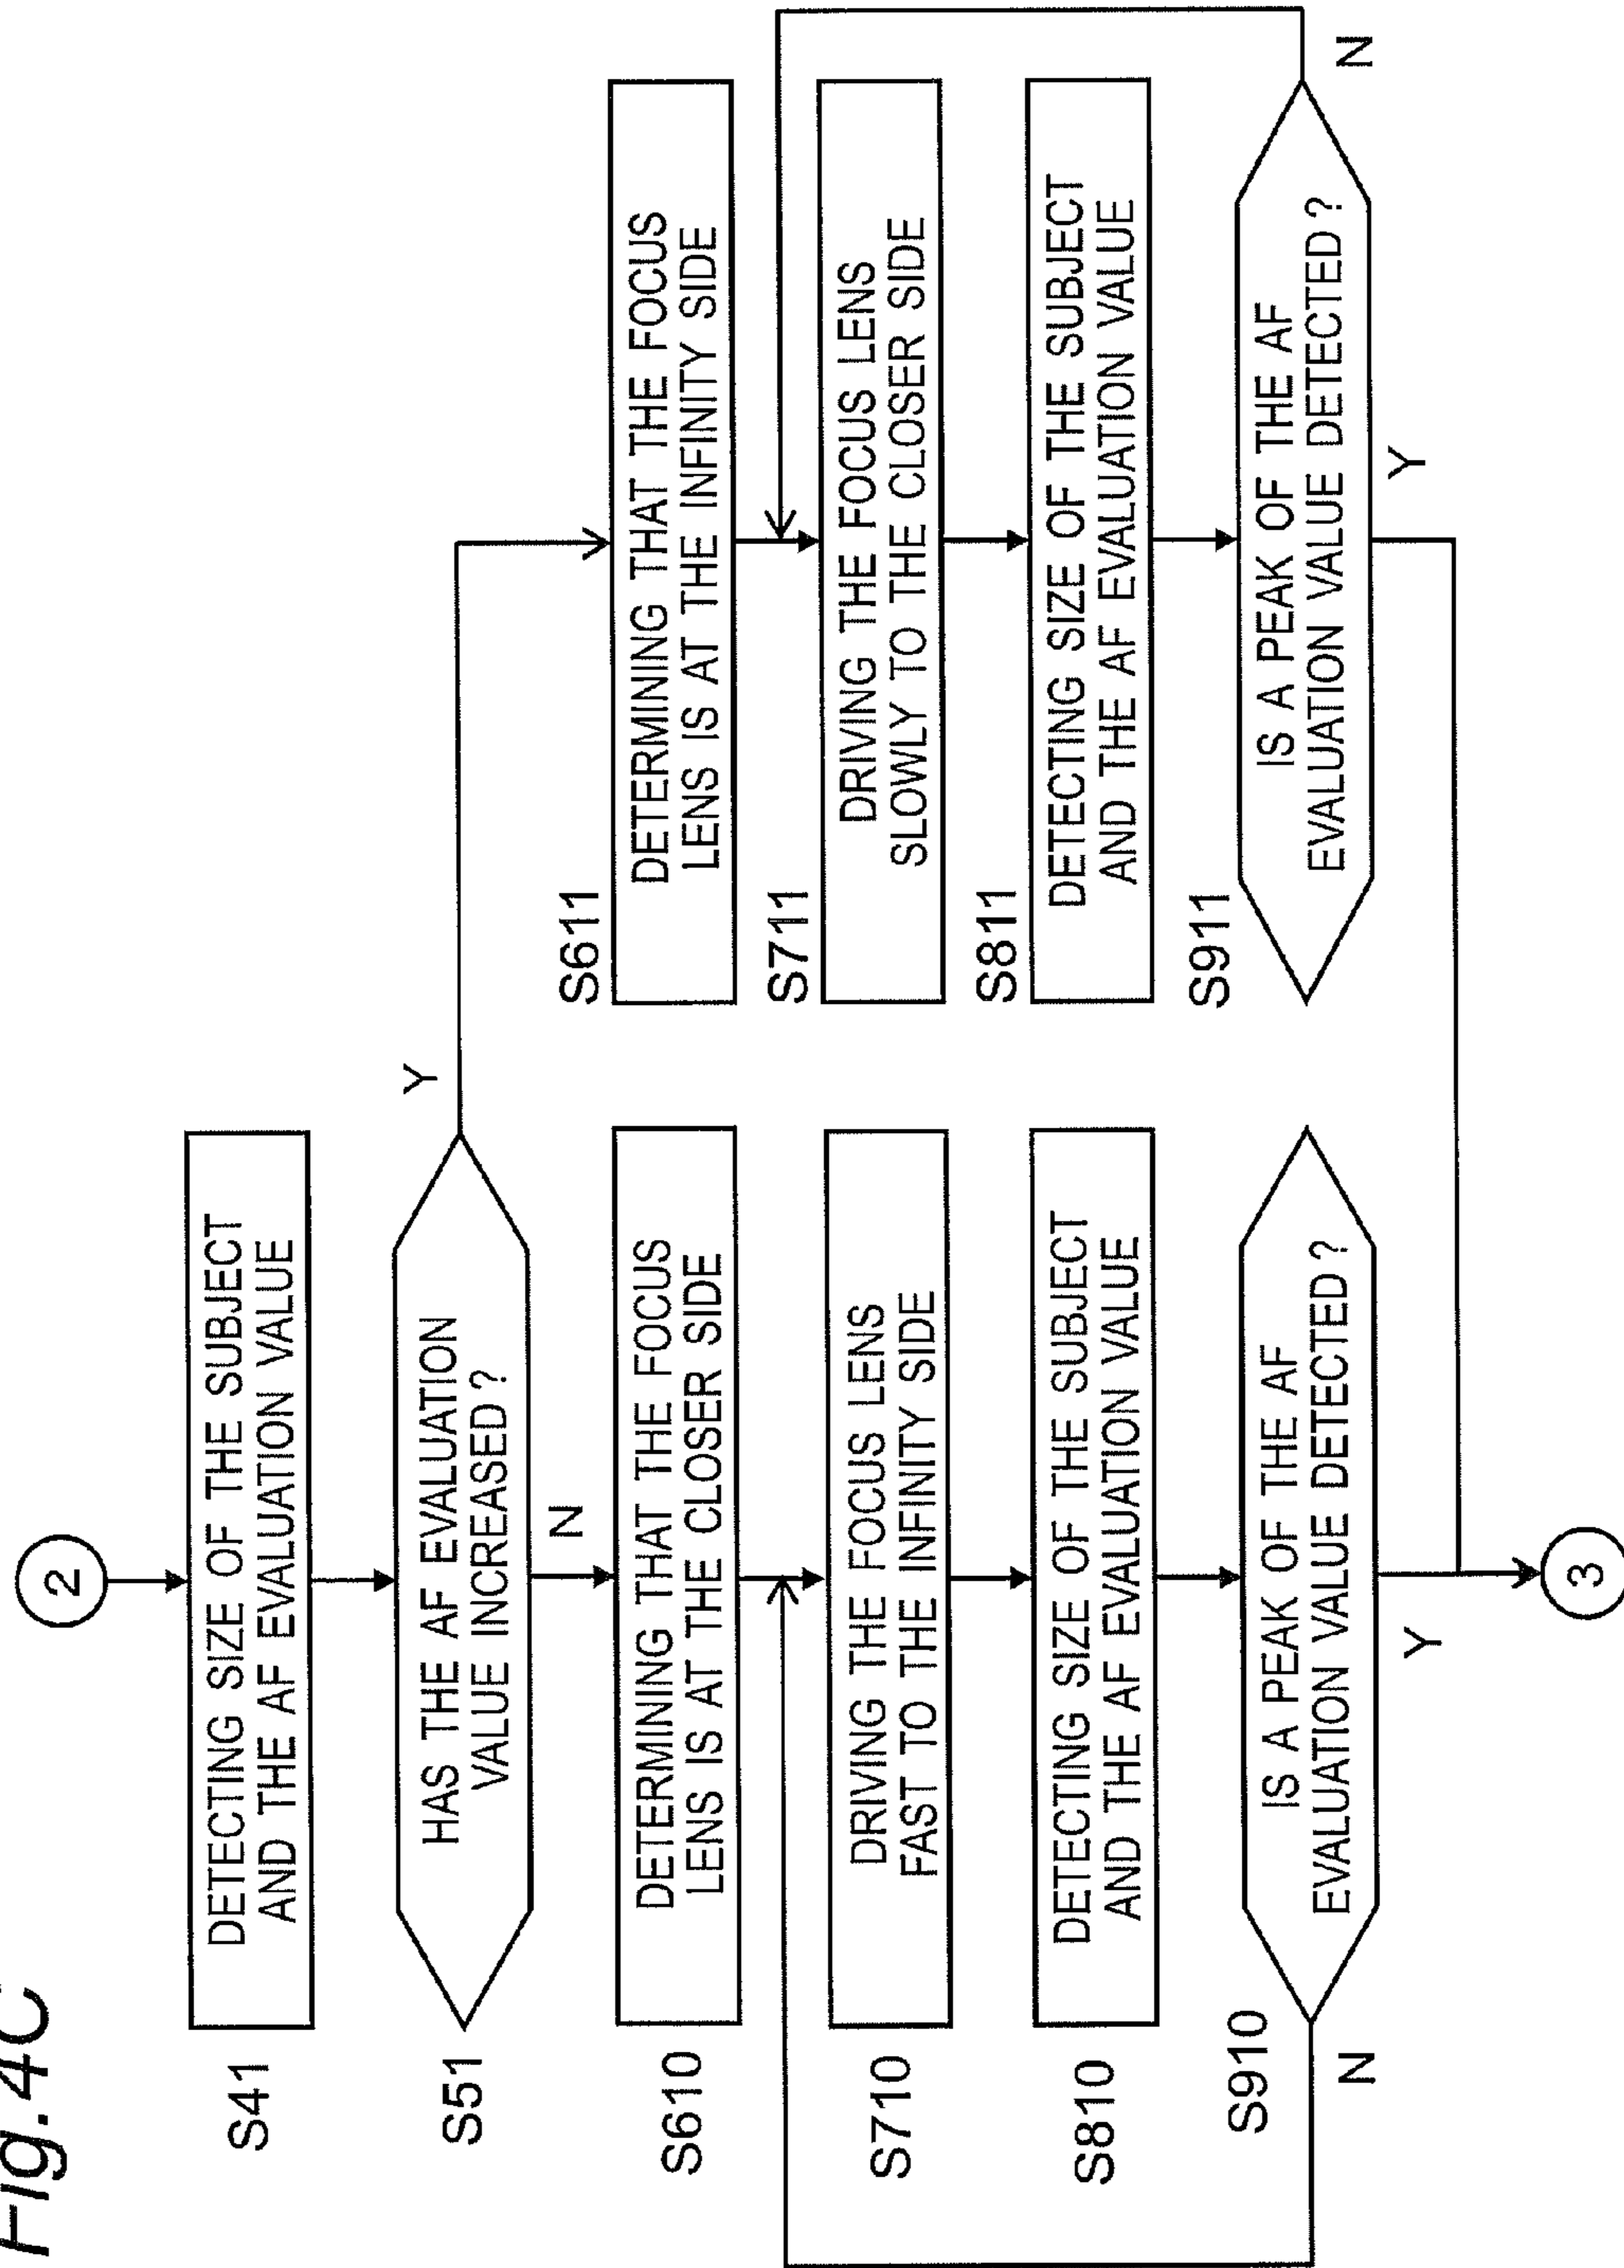 Fig.4C
2
S41
DETECTING SIZE OF THE SUBJECT
AND THE AF EVALUATION VALUE
S51
HAS THE AF EVALUATION
VALUE INCREASED ?
Y
N
S610
DETERMINING THAT THE FOCUS
LENS IS AT THE CLOSER SIDE
S710
DRIVING THE FOCUS LENS
FAST TO THE INFINITY SIDE
S810
DETECTING SIZE OF THE SUBJECT
AND THE AF EVALUATION VALUE
S910
IS A PEAK OF THE AF
EVALUATION VALUE DETECTED ?
N
Y
S611
DETERMINING THAT THE FOCUS
LENS IS AT THE INFINITY SIDE
S711
DRIVING THE FOCUS LENS
SLOWLY TO THE CLOSER SIDE
S811
DETECTING SIZE OF THE SUBJECT
AND THE AF EVALUATION VALUE
S911
IS A PEAK OF THE AF
EVALUATION VALUE DETECTED ?
N
Y
3